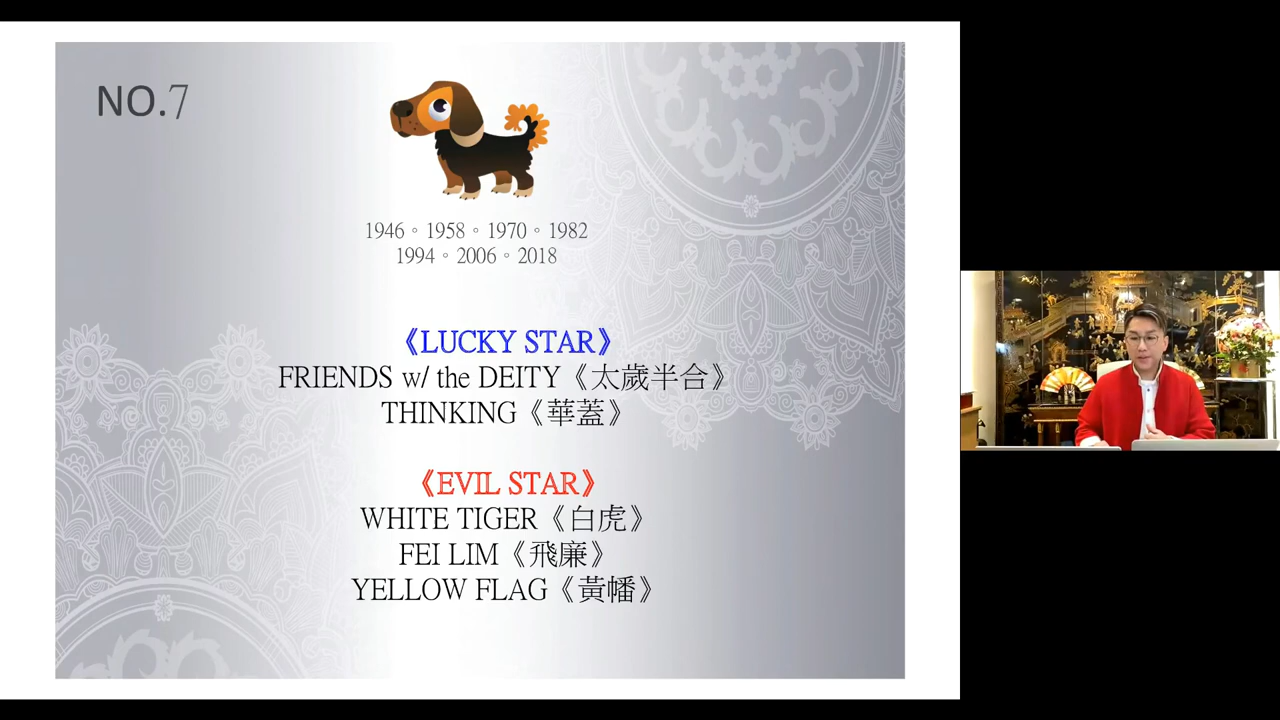 NO.7
1946。1958。1970。1982
1994。2006。2018
《LUCKY STAR》
FRIENDS w/ the DEITY《太歲半合》
THINKING《華蓋》
《EVIL STAR》
WHITE TIGER《白虎》
FEI LIM《飛廉》
YELLOW FLAG《黃幡》